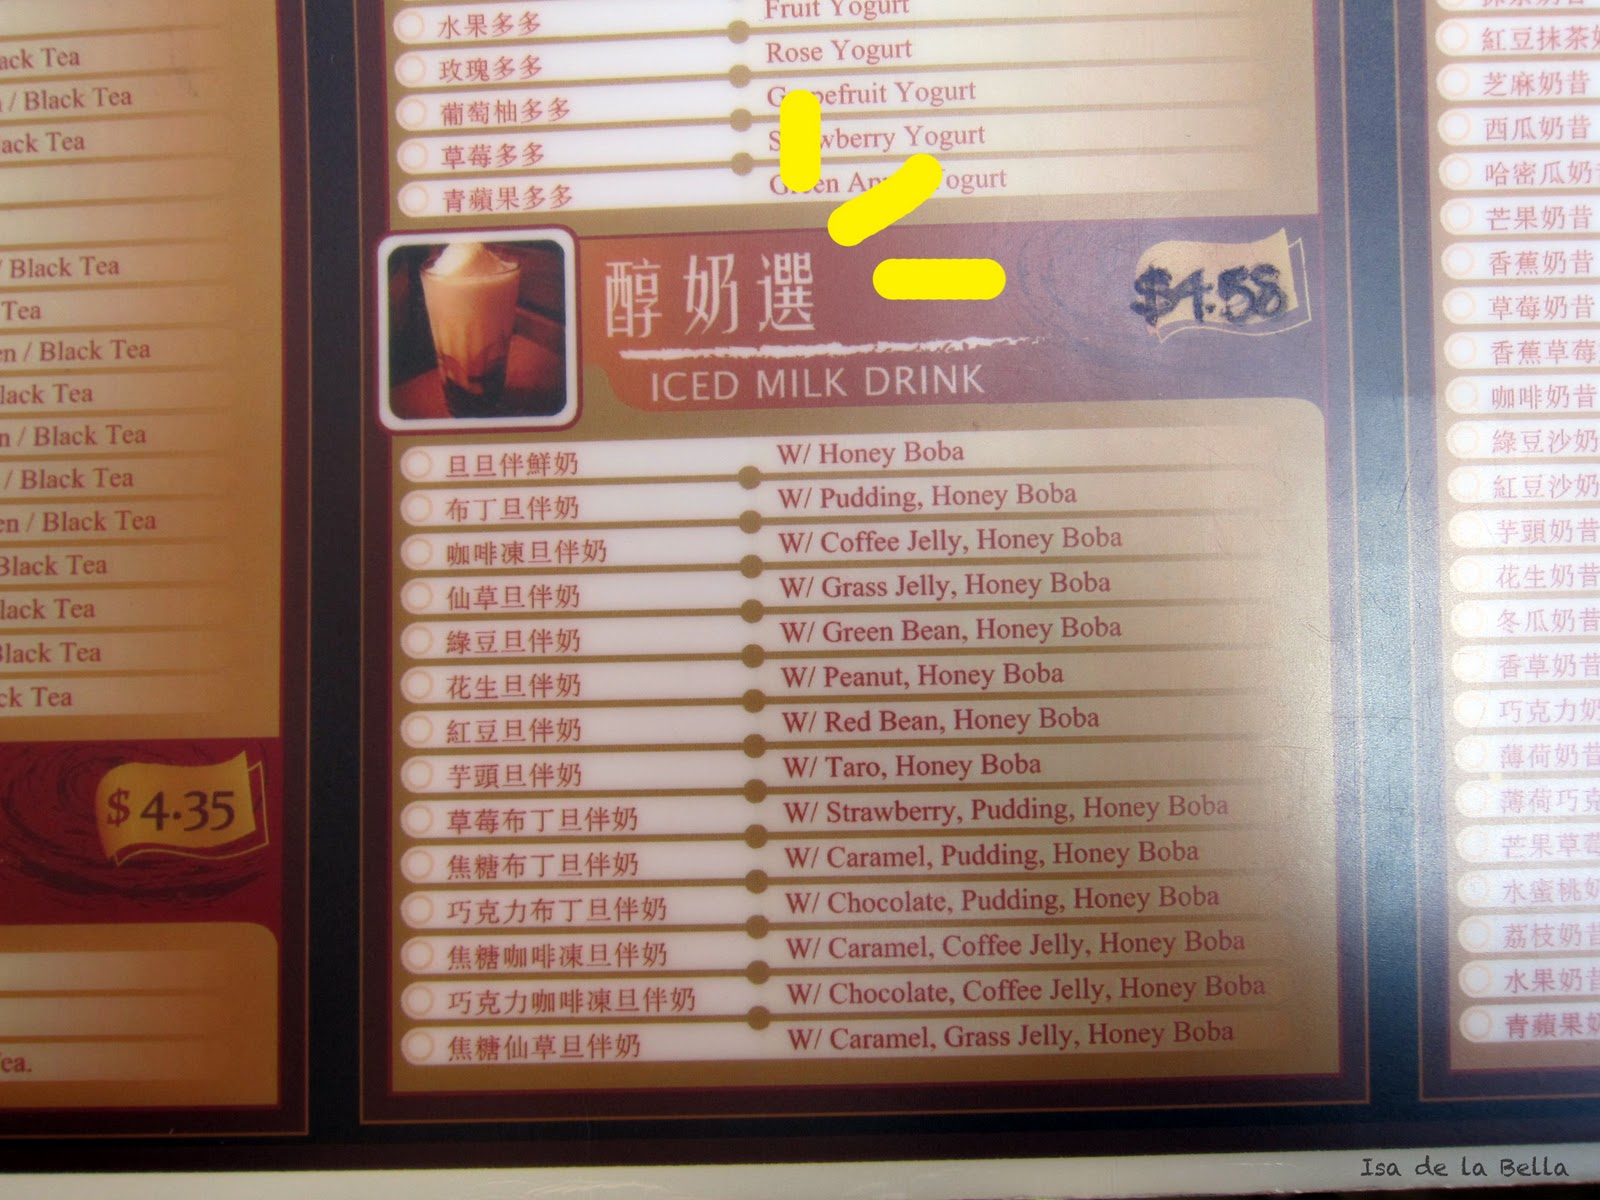 ack Tea
/ Black Tea
ack Tea
/ Black Tea
Tea
en / Black Tea
lack Tea
n / Black Tea
/ Black Tea
en / Black Tea
Black Tea
lack Tea
Black Tea
ck Tea
$4.35
ea.
水果多多 Fruit Yogurt
玫瑰多多 Rose Yogurt
葡萄柚多多 Yogurt
草莓多多 Yogurt
青蘋果多多
醇奶選
$4.58
ICED MILK DRINK
旦旦伴鮮奶 W/ Honey Boba
布丁旦伴奶 W/ Pudding, Honey Boba
咖啡凍旦伴奶 W/ Coffee Jelly, Honey Boba
仙草旦伴奶 W/ Grass Jelly, Honey Boba
綠豆旦伴奶 W/ Green Bean, Honey Boba
花生旦伴奶 W/ Peanut, Honey Boba
紅豆旦伴奶 W/ Red Bean, Honey Boba
芋頭旦伴奶 W/ Taro, Honey Boba
草莓布丁旦伴奶 W/ Strawberry, Pudding, Honey Boba
焦糖布丁旦伴奶 W/ Caramel, Pudding, Honey Boba
巧克力布丁旦伴奶 W/ Chocolate, Pudding, Honey Boba
焦糖咖啡凍旦伴奶 W/ Caramel, Coffee Jelly, Honey Boba
巧克力咖啡凍旦伴奶 W/ Chocolate, Coffee Jelly, Honey Boba
焦糖仙草旦伴奶 W/ Caramel, Grass Jelly, Honey Boba
紅豆抹茶奶
芝麻奶昔
西瓜奶昔
哈密瓜奶昔
芒果奶昔
香蕉奶昔
草莓奶昔
香蕉草莓
咖啡奶昔
綠豆沙奶
紅豆沙奶
芋頭奶昔
花生奶昔
冬瓜奶昔
香草奶昔
巧克力奶
薄荷奶昔
薄荷巧克
芒果草莓
水蜜桃奶
荔枝奶昔
水果奶昔
青蘋果奶
Isa de la Bella